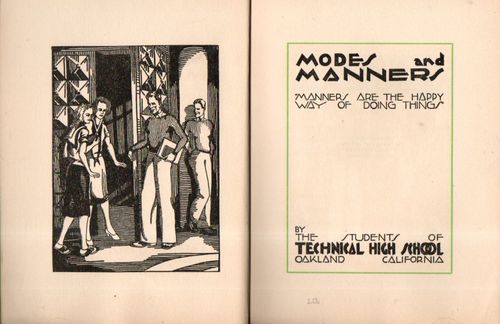 MODES and
MANNERS
"MANNERS ARE THE HAPPY
WAY OF DOING THINGS"
BY
THE STUDENTS OF
TECHNICAL HIGH SCHOOL
OAKLAND CALIFORNIA